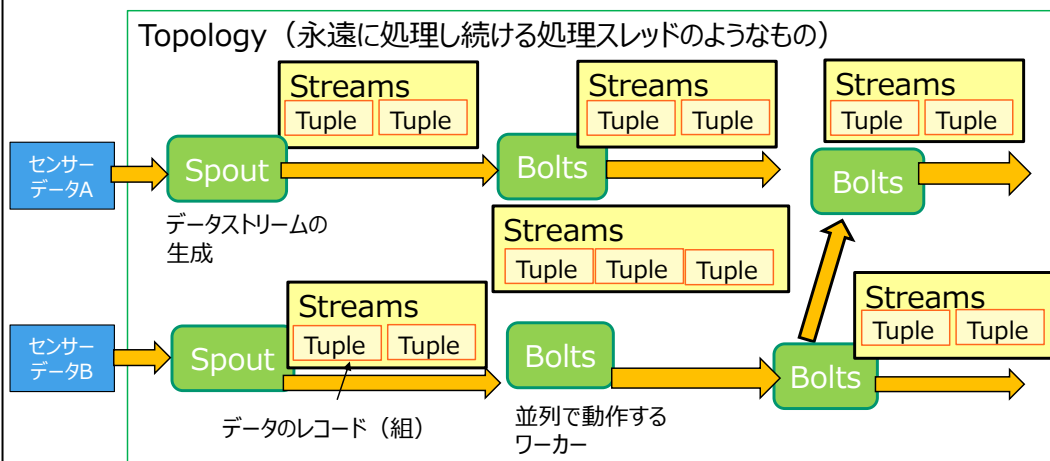 Topology（永遠に処理し続ける処理スレッドのようなもの）
Streams
Tuple Tuple
Streams
Tuple Tuple
Streams
Tuple Tuple
センサー
データA
Spout
Bolts
Bolts
データストリームの
生成
Streams
Tuple Tuple Tuple
Streams
Tuple Tuple
Streams
Tuple Tuple
センサー
データB
Spout
Bolts
Bolts
データのレコード（組）
並列で動作する
ワーカー